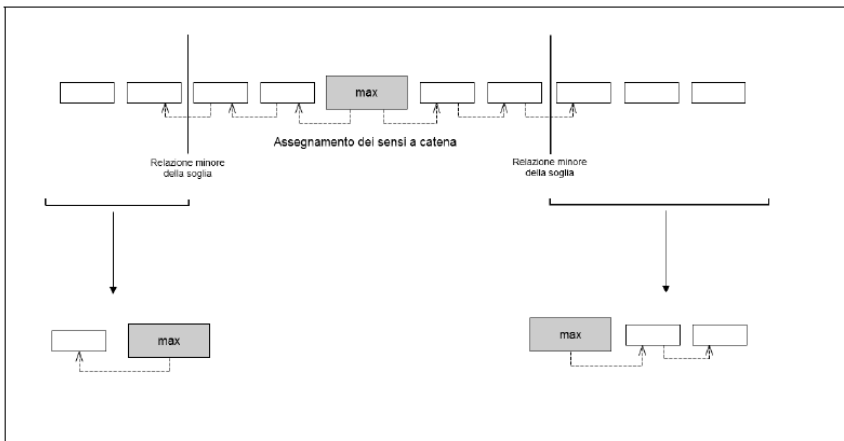 max
Assegnamento dei sensi a catena
Relazione minore
della soglia
Relazione minore
della soglia
max
max